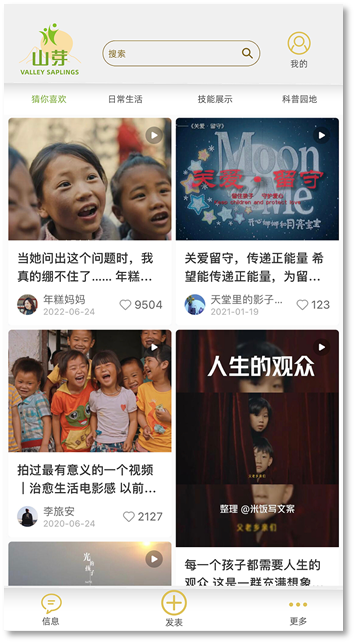 山芽
VALLEY SAPLINGS
搜索
我的
猜你喜欢
日常生活
技能展示
科普园地
当她问出这个问题时，我
真的绷不住了...... 年糕...
年糕妈妈
2022-06-24
9504
《关爱·留守》
Moon
关爱·留守
关爱留守，传递正能量 希
望能传递正能量，为留...
天堂里的影子...
2021-01-19
123
拍过最有意义的一个视频
｜治愈生活电影感 以前...
李旅安
2020-06-24
2127
人生的观众
整理 @米饭写文案
父老乡亲们
每一个孩子都需要人生的
观众 这是一群充满想象
信息
发表
更多